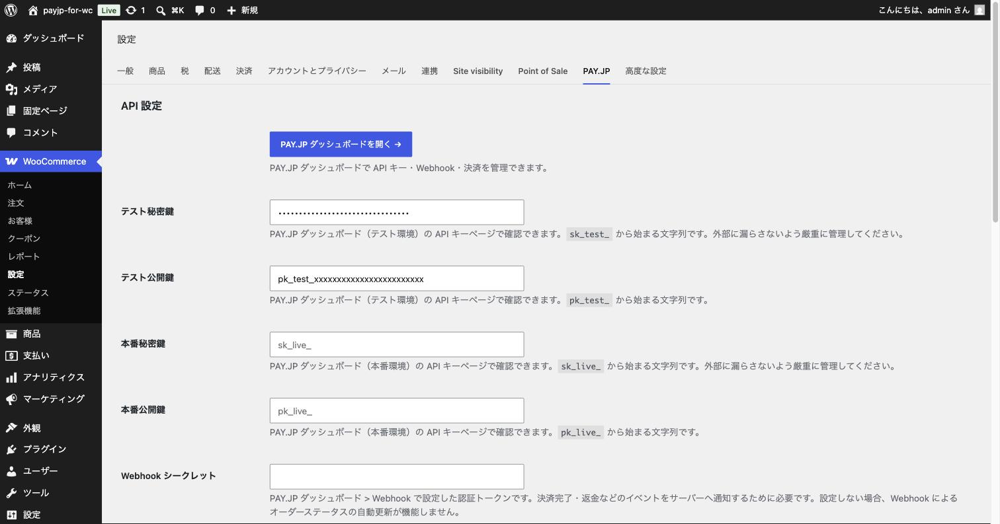 payjp-for-wc Live 1 ⌘K 0 新規 こんにちは、admin さん
ダッシュボード
投稿
メディア
固定ページ
コメント
WooCommerce
ホーム
注文
お客様
クーポン
レポート
設定
ステータス
拡張機能
商品
支払い
アナリティクス
マーケティング
外観
プラグイン
ユーザー
ツール
設定
設定
一般 商品 税 配送 決済 アカウントとプライバシー メール 連携 Site visibility Point of Sale PAY.JP 高度な設定
API 設定
PAY.JP ダッシュボードを開く →
PAY.JP ダッシュボードで API キー・Webhook・決済を管理できます。
テスト秘密鍵
••••••••••••••••••••••••••••••••
PAY.JP ダッシュボード（テスト環境）の API キーページで確認できます。 sk_test_ から始まる文字列です。外部に漏らさないよう厳重に管理してください。
テスト公開鍵
pk_test_xxxxxxxxxxxxxxxxxxxxxxxx
PAY.JP ダッシュボード（テスト環境）の API キーページで確認できます。 pk_test_ から始まる文字列です。
本番秘密鍵
sk_live_
PAY.JP ダッシュボード（本番環境）の API キーページで確認できます。 sk_live_ から始まる文字列です。外部に漏らさないよう厳重に管理してください。
本番公開鍵
pk_live_
PAY.JP ダッシュボード（本番環境）の API キーページで確認できます。 pk_live_ から始まる文字列です。
Webhook シークレット
PAY.JP ダッシュボード > Webhook で設定した認証トークンです。決済完了・返金などのイベントをサーバーへ通知するために必要です。設定しない場合、Webhook による
オーダーステータスの自動更新が機能しません。